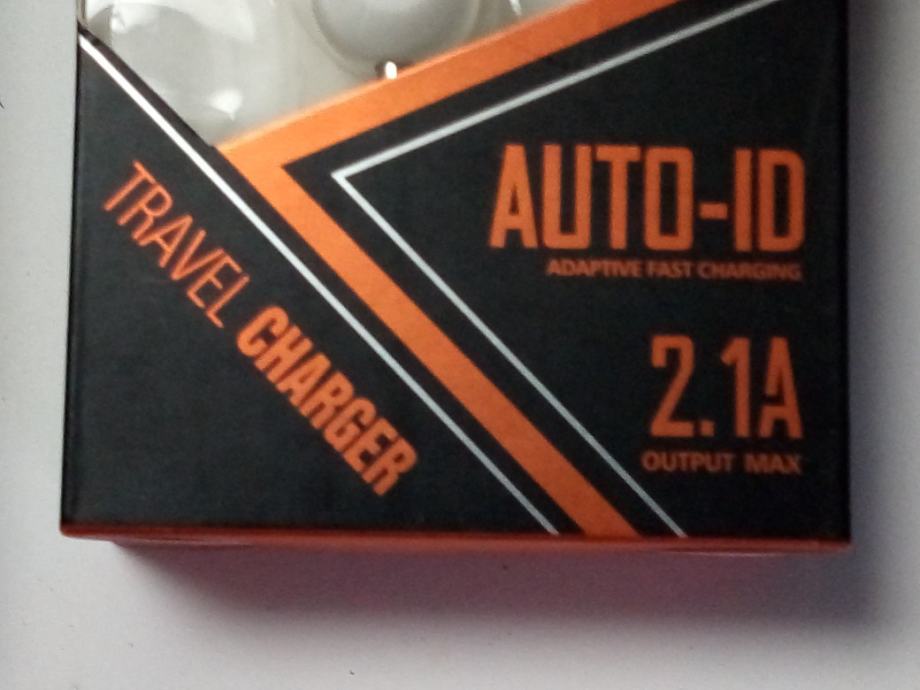 TRAVEL CHARGER
AUTO-ID
ADAPTIVE FAST CHARGING
2.1A
OUTPUT MAX